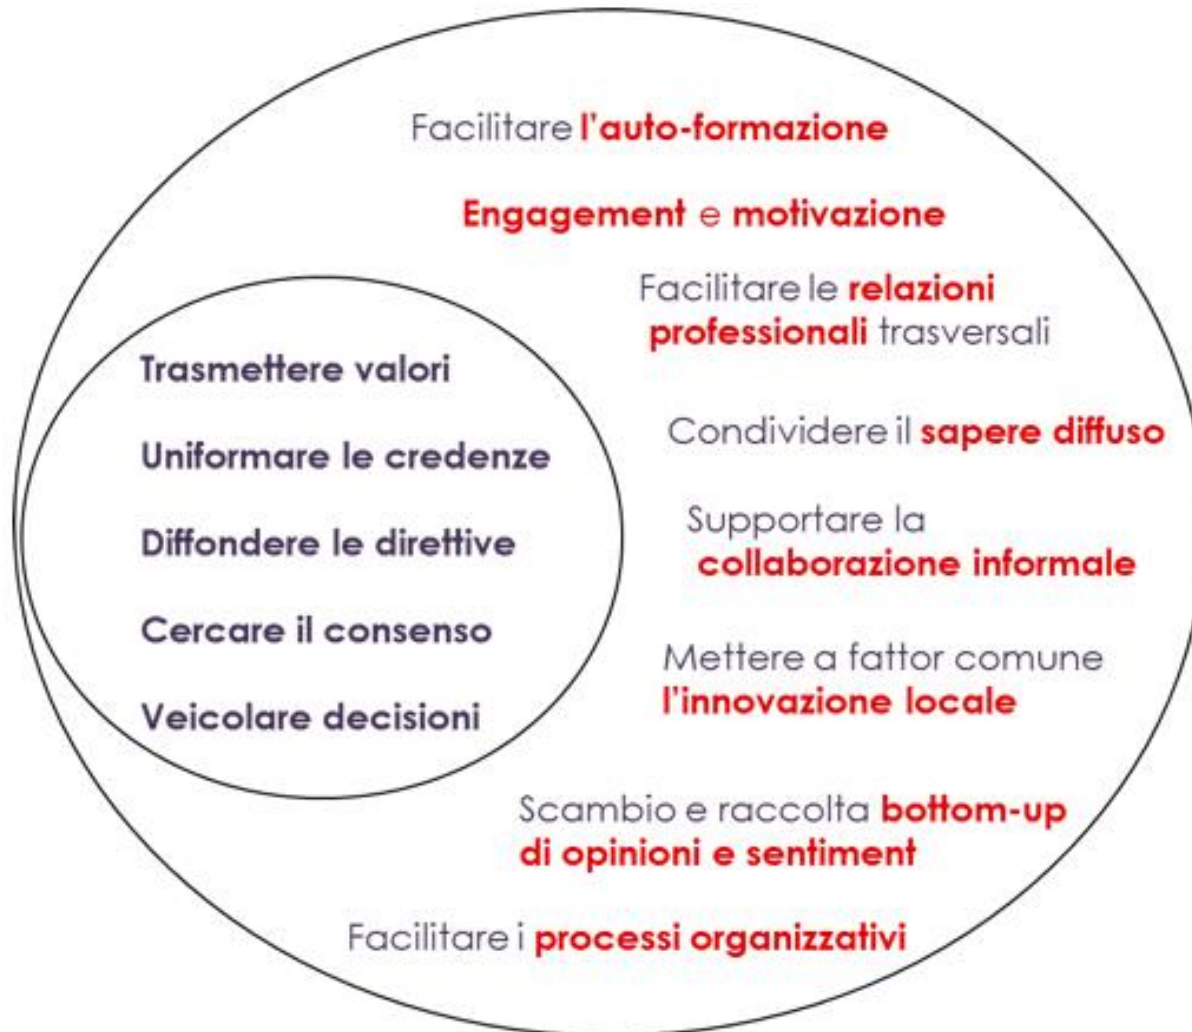 Facilitare l'auto-formazione
Engagement e motivazione
Facilitare le relazioni
professionali trasversali
Trasmettere valori
Uniformare le credenze
Diffondere le direttive
Cercare il consenso
Veicolare decisioni
Condividere il sapere diffuso
Supportare la
collaborazione informale
Mettere a fattor comune
l'innovazione locale
Scambio e raccolta bottom-up
di opinioni e sentiment
Facilitare i processi organizzativi